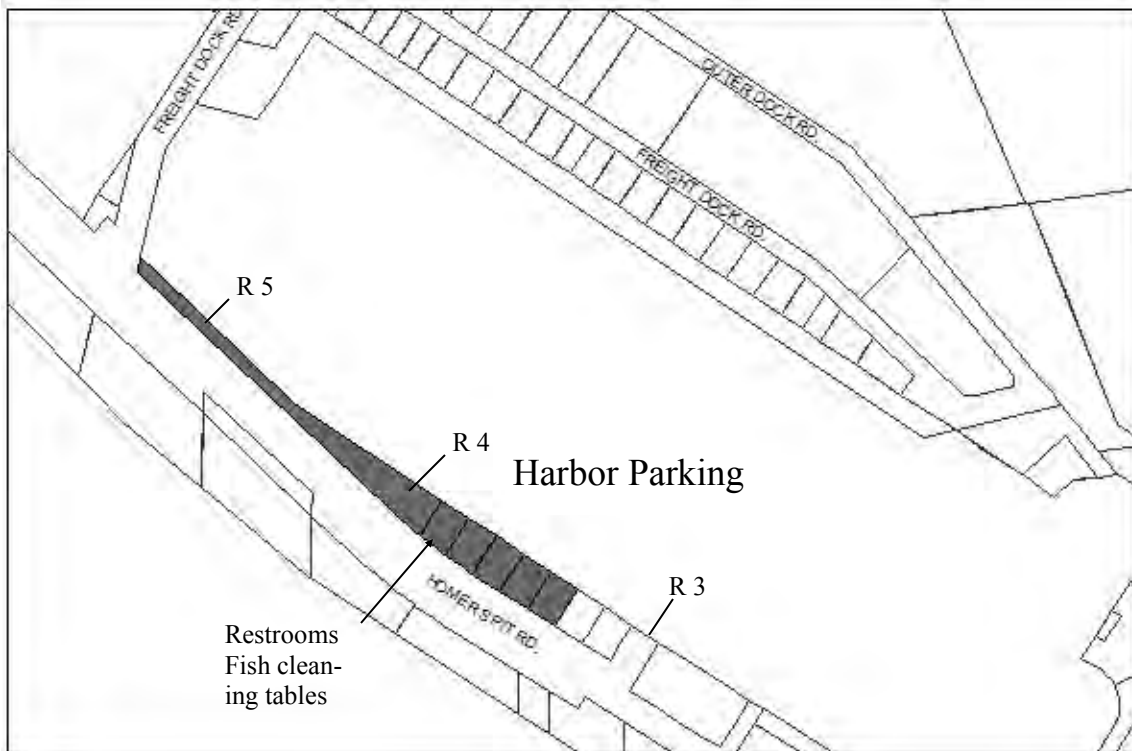 FREIGHT DOCK RD.
OUTER DOCK RD.
FREIGHT DOCK RD.
R 5
R 4
Harbor Parking
R 3
HOMER SPIT RD.
Restrooms
Fish clean-
ing tables